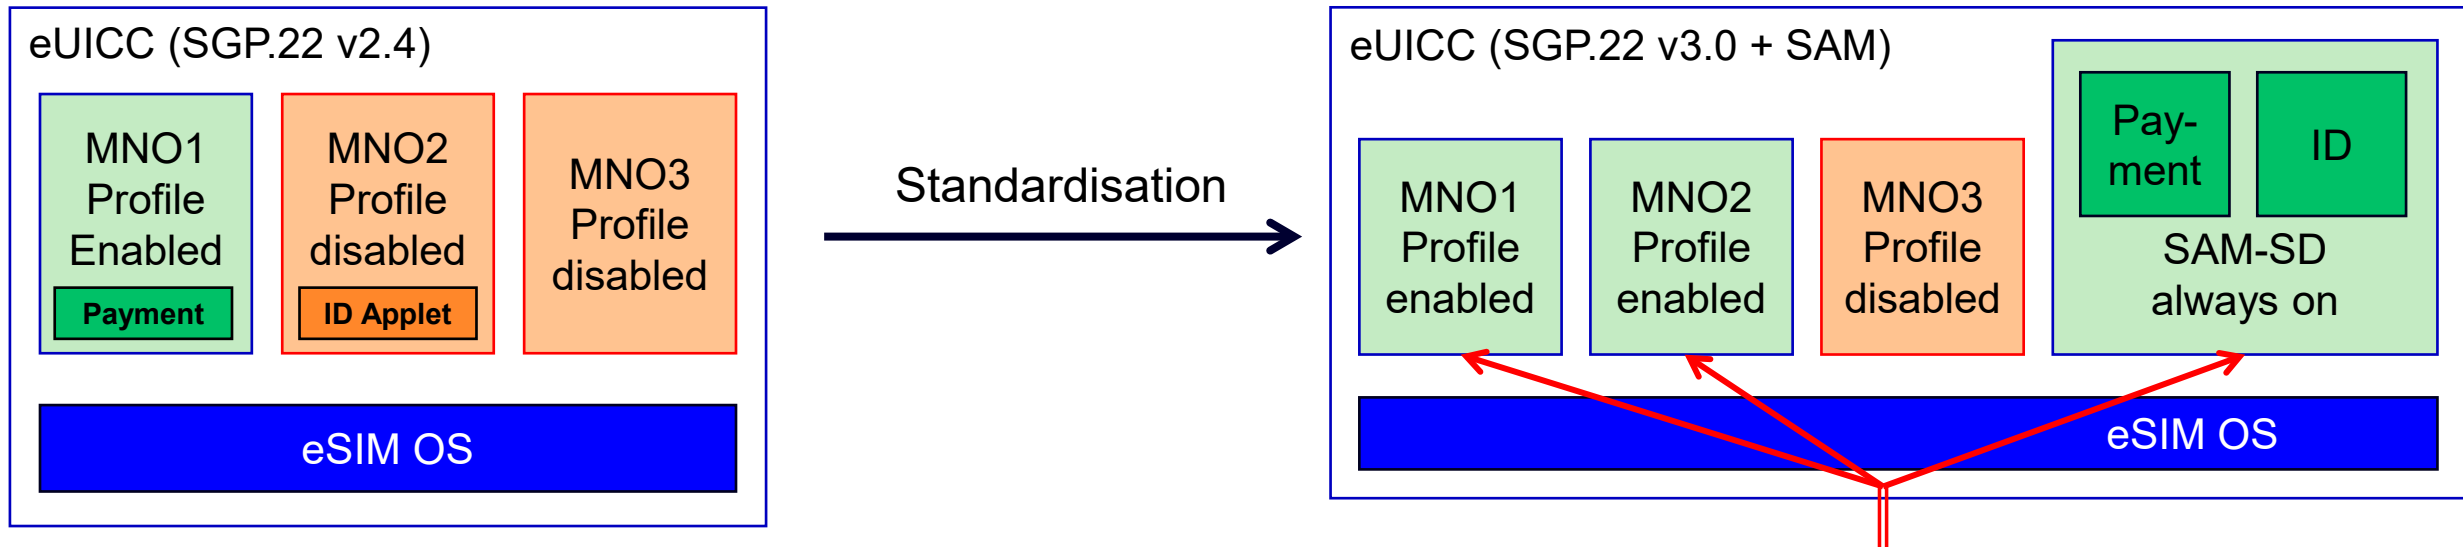 eUICC (SGP.22 v2.4)
MNO1
Profile
Enabled
Payment
MNO2
Profile
disabled
ID Applet
MNO3
Profile
disabled
eSIM OS
Standardisation
eUICC (SGP.22 v3.0 + SAM)
MNO1
Profile
enabled
MNO2
Profile
enabled
MNO3
Profile
disabled
Pay-
ment
ID
SAM-SD
always on
eSIM OS